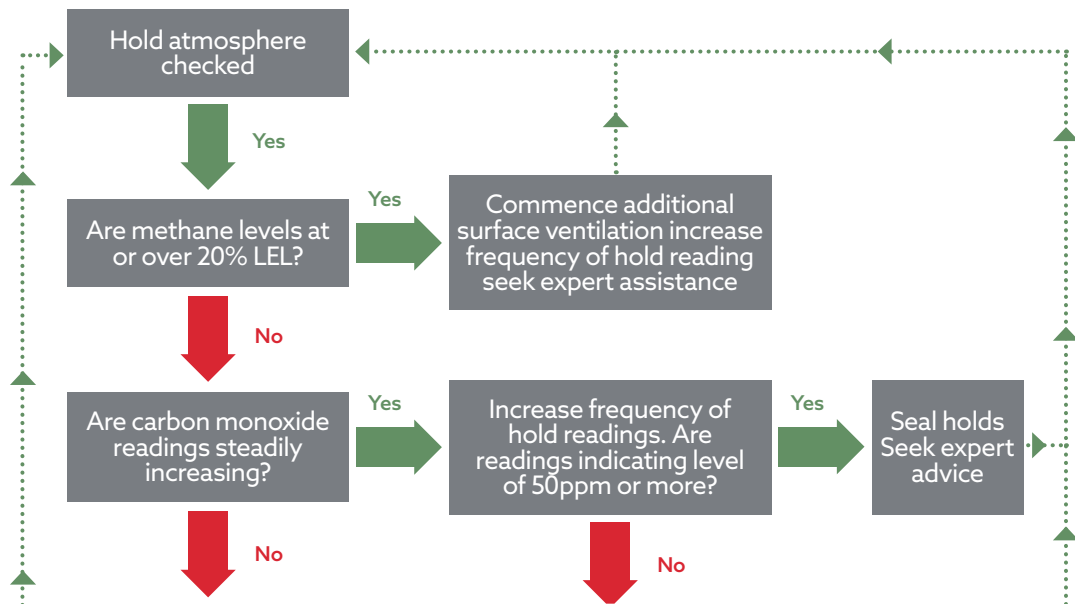 Hold atmosphere
checked
Yes
Are methane levels at
or over 20% LEL?
Yes
Commence additional
surface ventilation increase
frequency of hold reading
seek expert assistance
No
Are carbon monoxide
readings steadily
increasing?
Yes
Increase frequency of
hold readings. Are
readings indicating level
of 50ppm or more?
Yes
Seal holds
Seek expert
advice
No
No